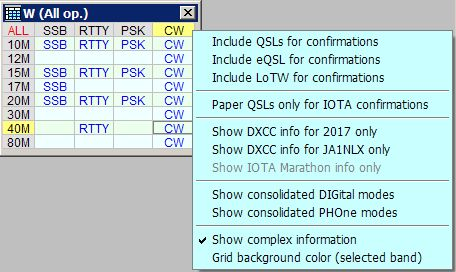 W (All op.)
ALL SSB RTTY PSK CW
10M SSB RTTY PSK CW
12M SSB CW
15M SSB RTTY PSK CW
17M SSB CW
20M SSB RTTY PSK CW
30M CW
40M RTTY CW
80M CW
Include QSLs for confirmations
Include eQSL for confirmations
Include LoTW for confirmations
Paper QSLs only for IOTA confirmations
Show DXCC info for 2017 only
Show DXCC info for JA1NLX only
Show IOTA Marathon info only
Show consolidated DIGital modes
Show consolidated PHOne modes
Show complex information
Grid background color (selected band)